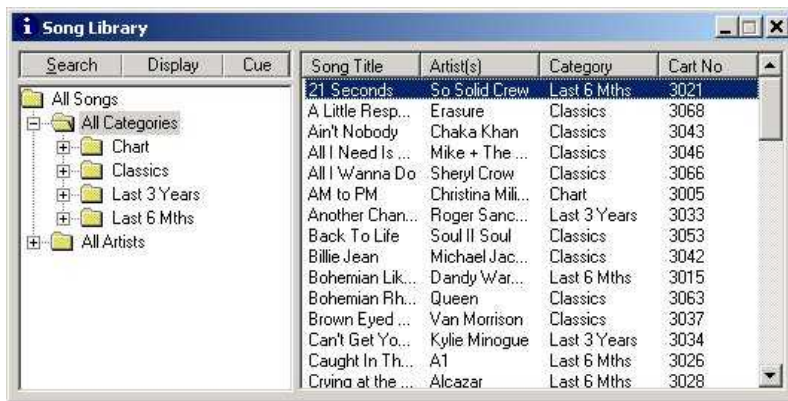 Song Library
Search Display Cue
All Songs
All Categories
Chart
Classics
Last 3 Years
Last 6 Mths
All Artists
Song Title Artist(s) Category Cart No
21 Seconds So Solid Crew Last 6 Mths 3021
A Little Resp... Erasure Classics 3068
Ain't Nobody Chaka Khan Classics 3043
All I Need Is ... Mike + The ... Classics 3046
All I Wanna Do Sheryl Crow Classics 3066
AM to PM Christina Mili... Chart 3005
Another Chan... Roger Sanc... Last 3 Years 3033
Back To Life Soul II Soul Classics 3053
Billie Jean Michael Jac... Classics 3042
Bohemian Lik... Dandy War... Last 6 Mths 3015
Bohemian Rh... Queen Classics 3063
Brown Eyed ... Van Morrison Classics 3037
Can't Get Yo... Kylie Minogue Last 3 Years 3034
Caught In Th... A1 Last 6 Mths 3026
Crying at the ... Alcazar Last 6 Mths 3028